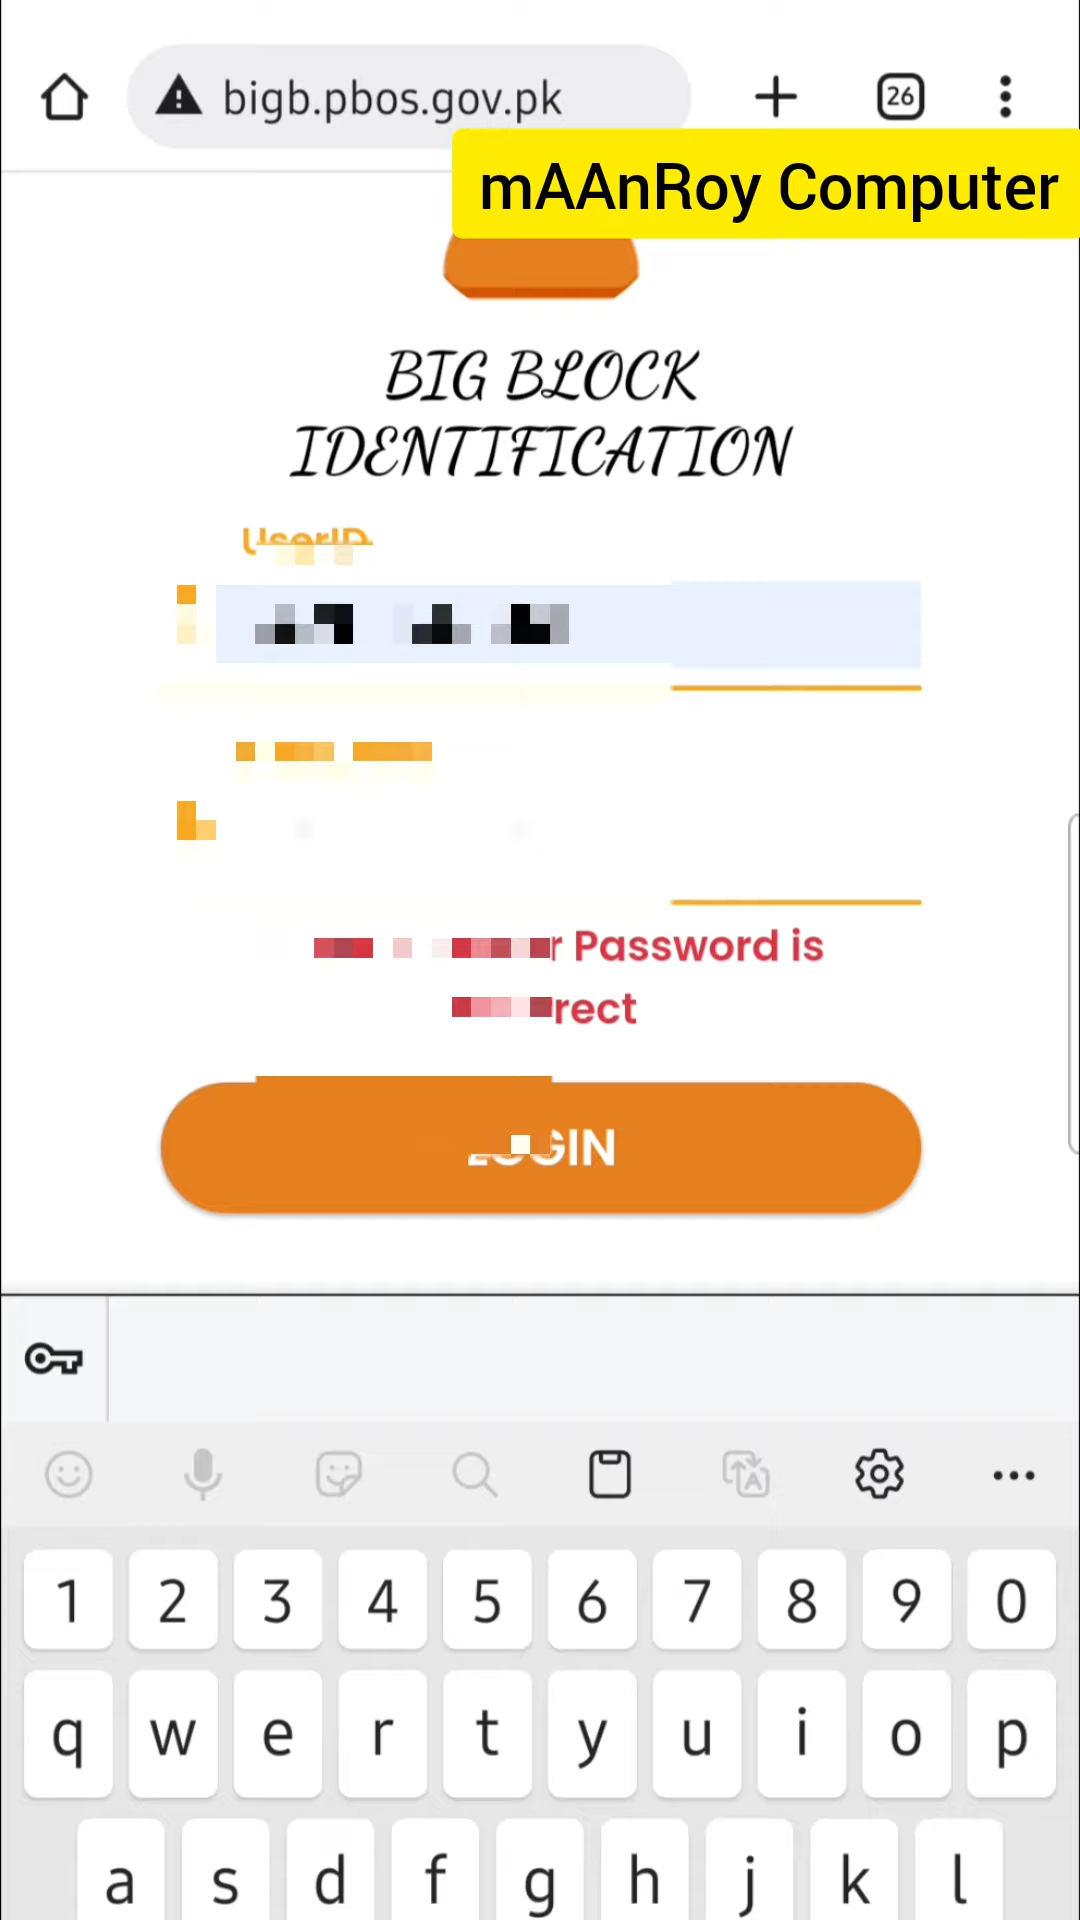 bigb.pbos.gov.pk
26
mAAnRoy Computer
BIG BLOCK
IDENTIFICATION
UserID
Password is
LOGIN
1 2 3 4 5 6 7 8 9 0
q w e r t y u i o p
a s d f g h j k l